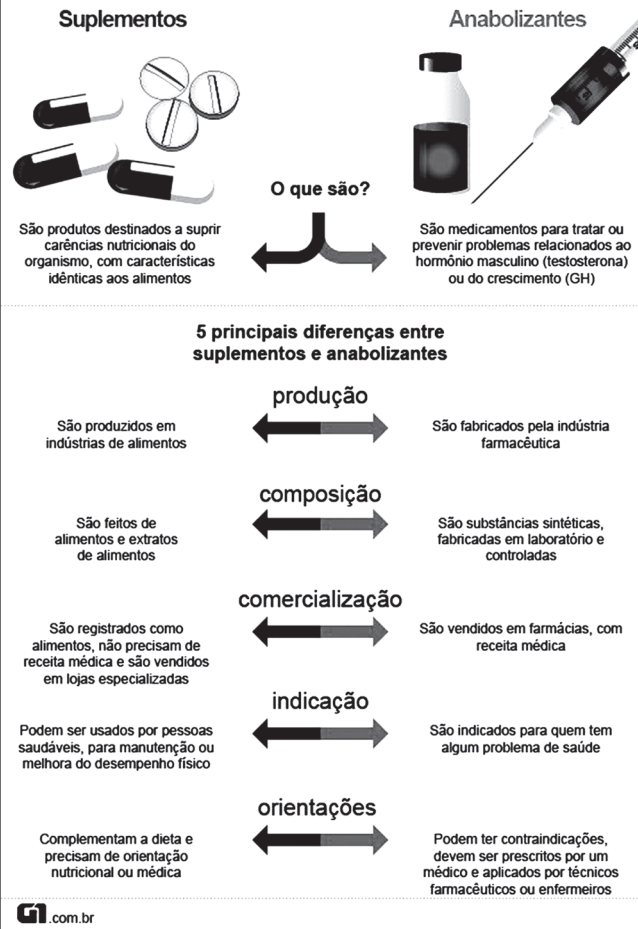 Suplementos
Anabolizantes
O que são?
São produtos destinados a suprir
carências nutricionais do
organismo, com características
idênticas aos alimentos
São medicamentos para tratar ou
prevenir problemas relacionados ao
hormônio masculino (testosterona)
ou do crescimento (GH)
5 principais diferenças entre
suplementos e anabolizantes
produção
São produzidos em
indústrias de alimentos
São fabricados pela indústria
farmacêutica
composição
São feitos de
alimentos e extratos
de alimentos
São substâncias sintéticas,
fabricadas em laboratório e
controladas
comercialização
São registrados como
alimentos, não precisam de
receita médica e são vendidos
em lojas especializadas
São vendidos em farmácias, com
receita médica
indicação
Podem ser usados por pessoas
saudáveis, para manutenção ou
melhora do desempenho físico
São indicados para quem tem
algum problema de saúde
orientações
Complementam a dieta e
precisam de orientação
nutricional ou médica
Podem ter contraindicações,
devem ser prescritos por um
médico e aplicados por técnicos
farmacêuticos ou enfermeiros
G1.com.br